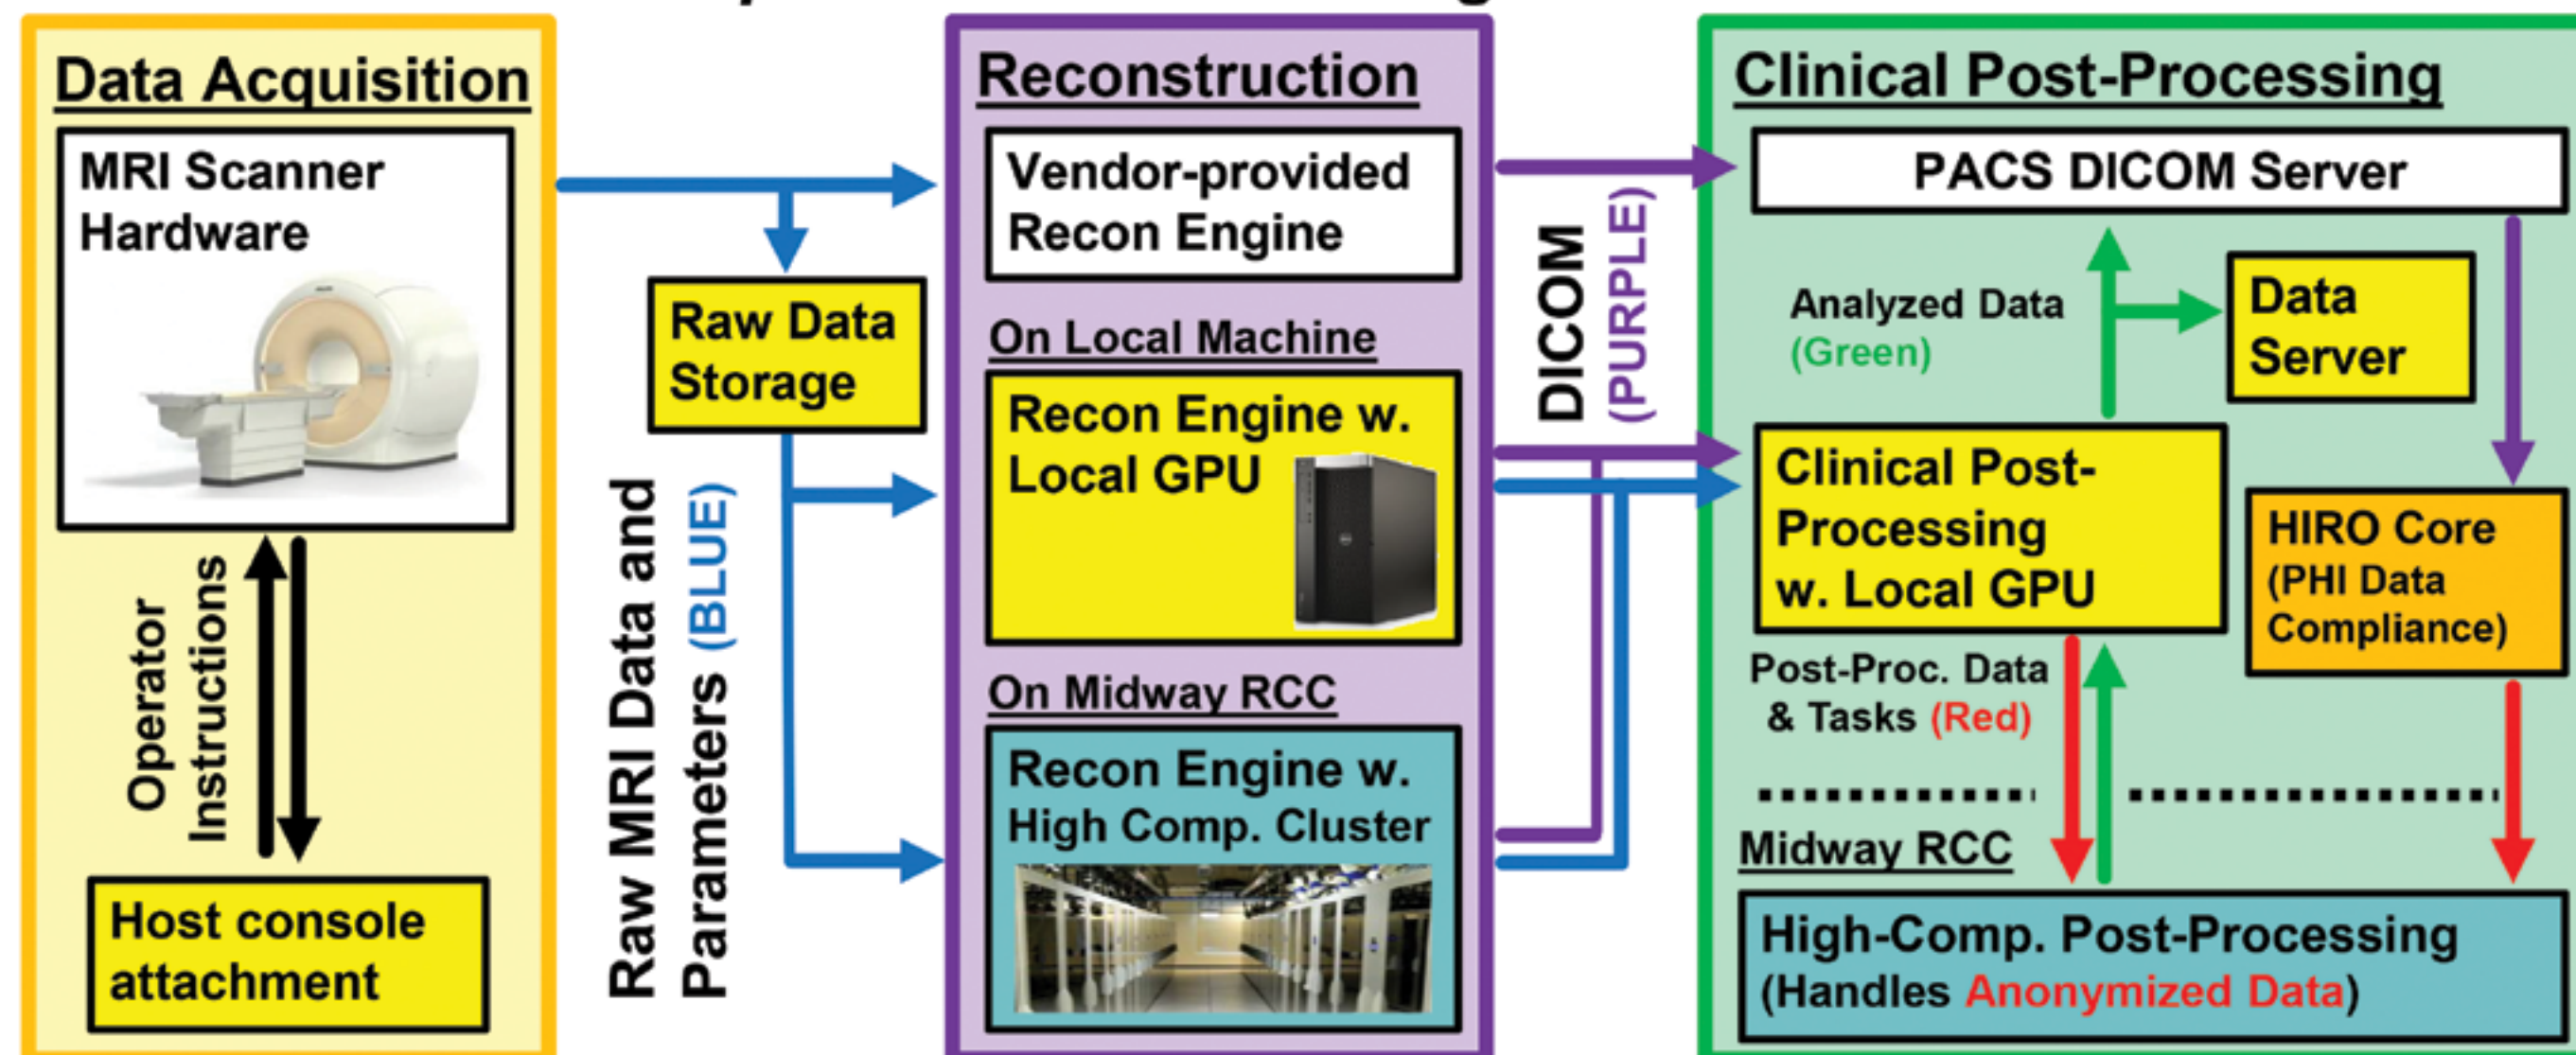 Data Acquisition
MRI Scanner
Hardware
Operator
Instructions
Host console
attachment
Raw Data
Storage
Raw MRI Data and
Parameters (BLUE)
Reconstruction
Vendor-provided
Recon Engine
On Local Machine
Recon Engine w.
Local GPU
On Midway RCC
Recon Engine w.
High Comp. Cluster
DICOM
(PURPLE)
Clinical Post-Processing
PACS DICOM Server
Analyzed Data
(Green)
Data
Server
Clinical Post-
Processing
w. Local GPU
HIRO Core
(PHI Data
Compliance)
Post-Proc. Data
& Tasks (Red)
Midway RCC
High-Comp. Post-Processing
(Handles Anonymized Data)